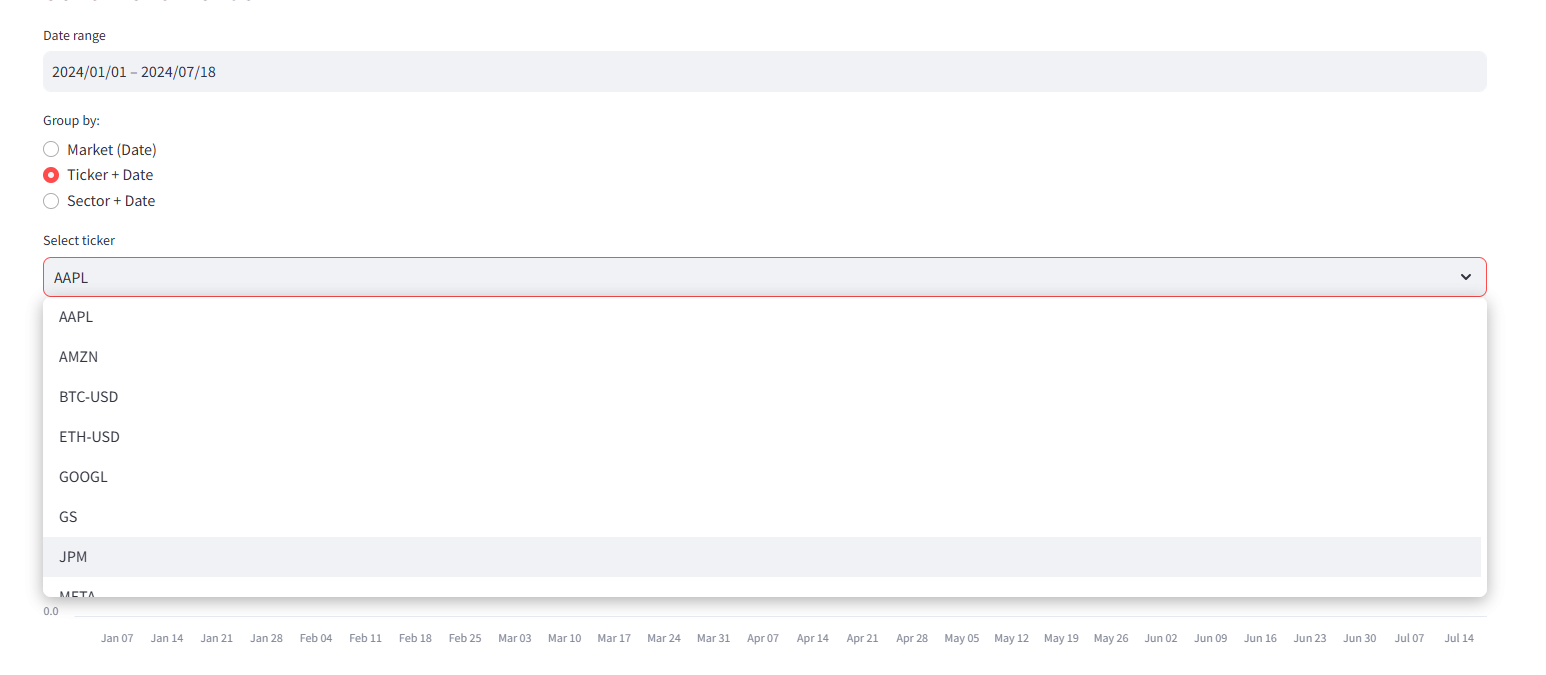 Date range
2024/01/01 – 2024/07/18
Group by:
Market (Date)
Ticker + Date
Sector + Date
Select ticker
AAPL
AAPL
AMZN
BTC-USD
ETH-USD
GOOGL
GS
JPM
META
0.0
Jan 07 Jan 14 Jan 21 Jan 28 Feb 04 Feb 11 Feb 18 Feb 25 Mar 03 Mar 10 Mar 17 Mar 24 Mar 31 Apr 07 Apr 14 Apr 21 Apr 28 May 05 May 12 May 19 May 26 Jun 02 Jun 09 Jun 16 Jun 23 Jun 30 Jul 07 Jul 14